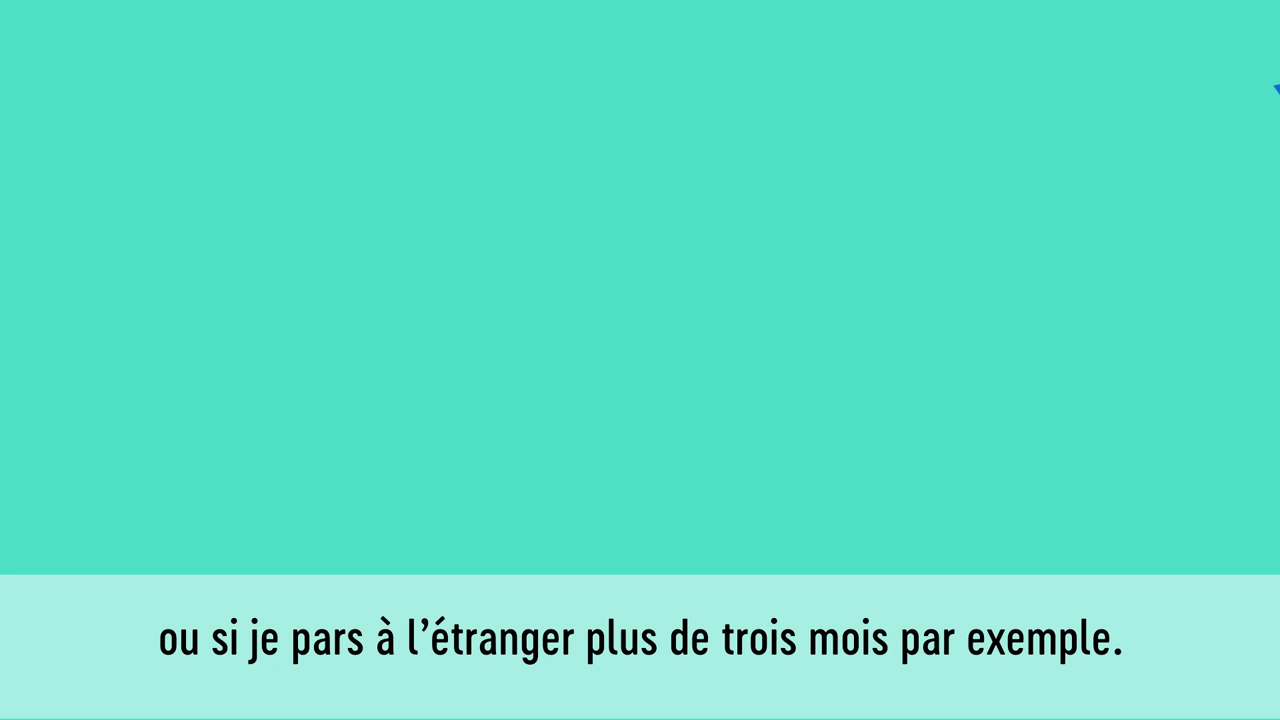 ou si je pars à l’étranger plus de trois mois par exemple.